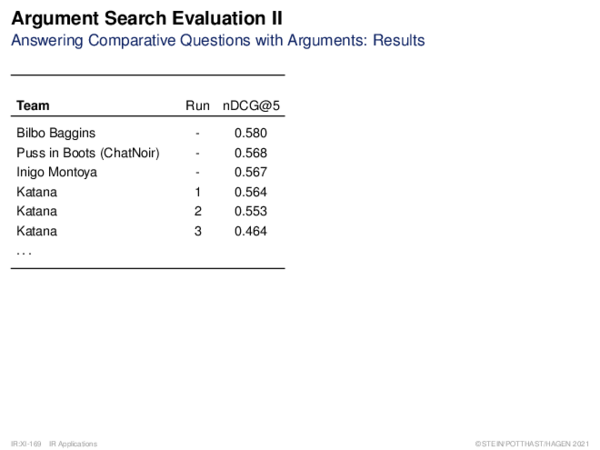 Argument Search Evaluation II
Answering Comparative Questions with Arguments: Results
Team Run nDCG@5
Bilbo Baggins - 0.580
Puss in Boots (ChatNoir) - 0.568
Inigo Montoya - 0.567
Katana 1 0.564
Katana 2 0.553
Katana 3 0.464
...
IR:XI-169 IR Applications ©STEIN/POTTHAST/HAGEN 2021